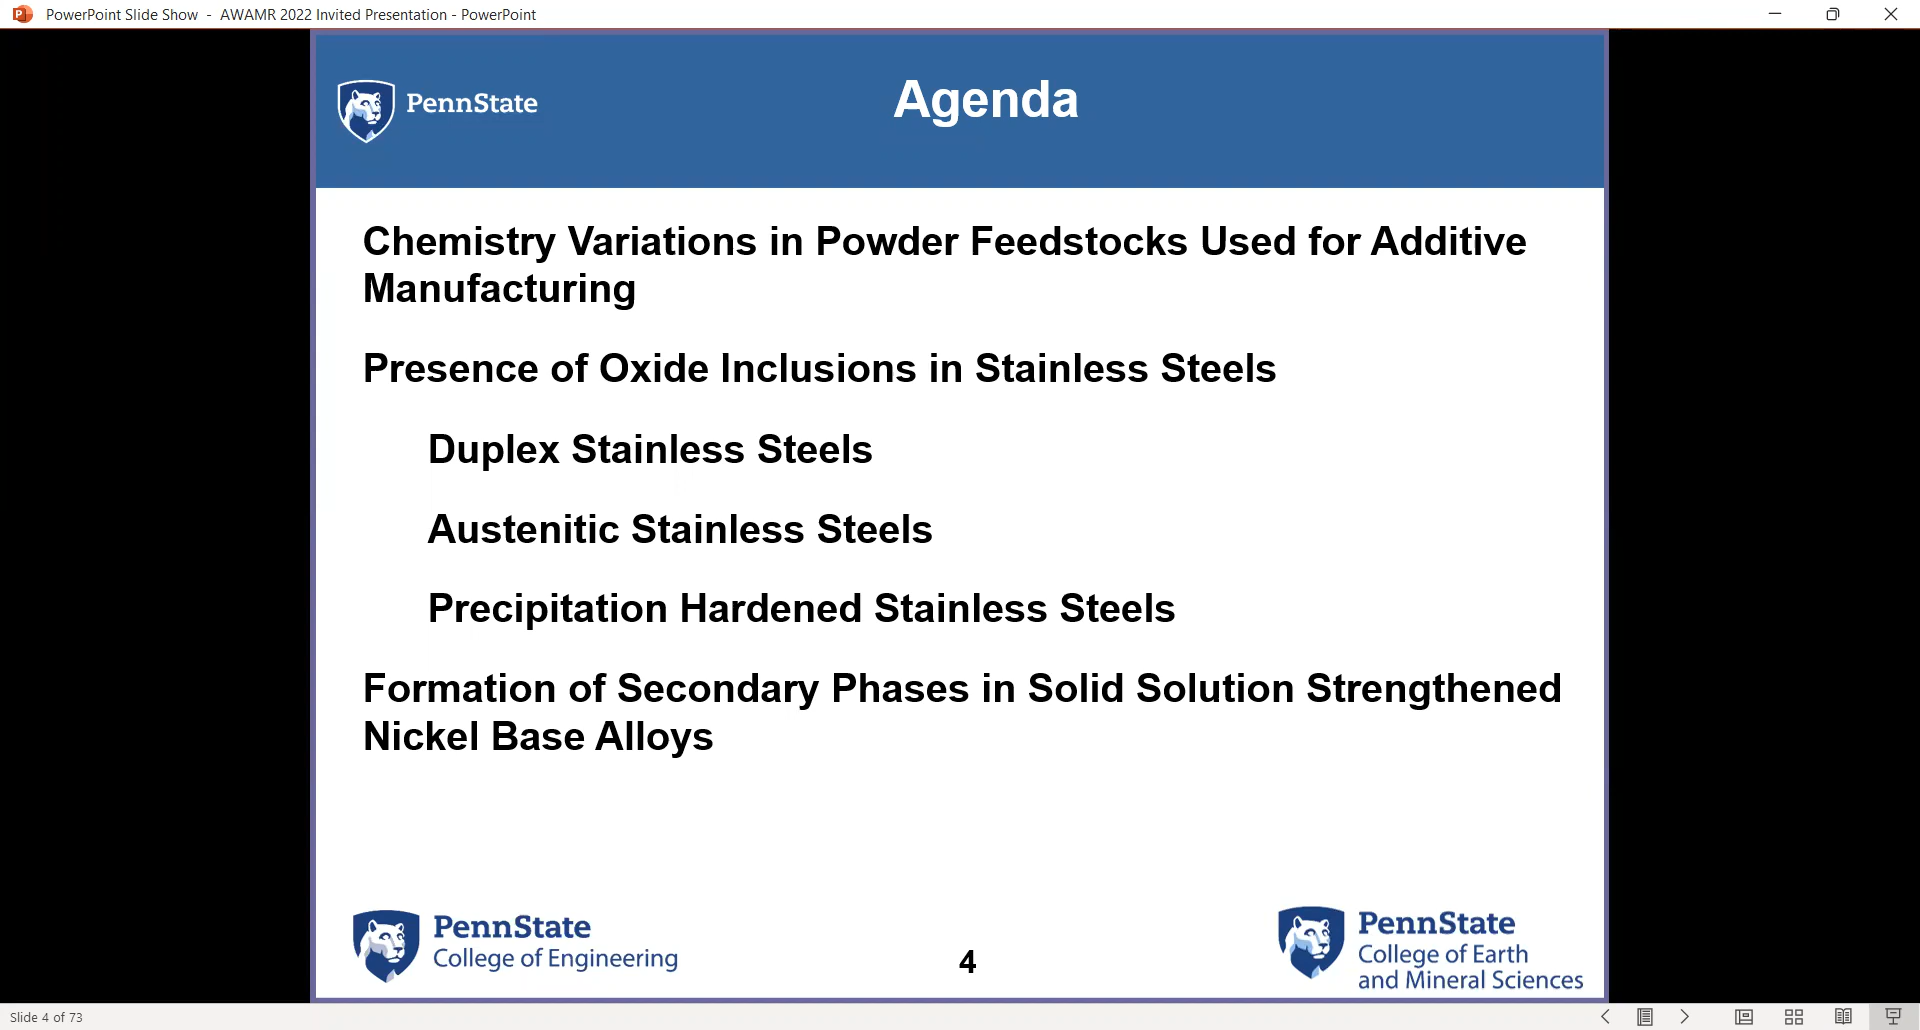 PowerPoint Slide Show - AWAMR 2022 Invited Presentation - PowerPoint
PennState
Agenda
Chemistry Variations in Powder Feedstocks Used for Additive
Manufacturing
Presence of Oxide Inclusions in Stainless Steels
Duplex Stainless Steels
Austenitic Stainless Steels
Precipitation Hardened Stainless Steels
Formation of Secondary Phases in Solid Solution Strengthened
Nickel Base Alloys
PennState
College of Engineering
4
PennState
College of Earth
and Mineral Sciences
Slide 4 of 73